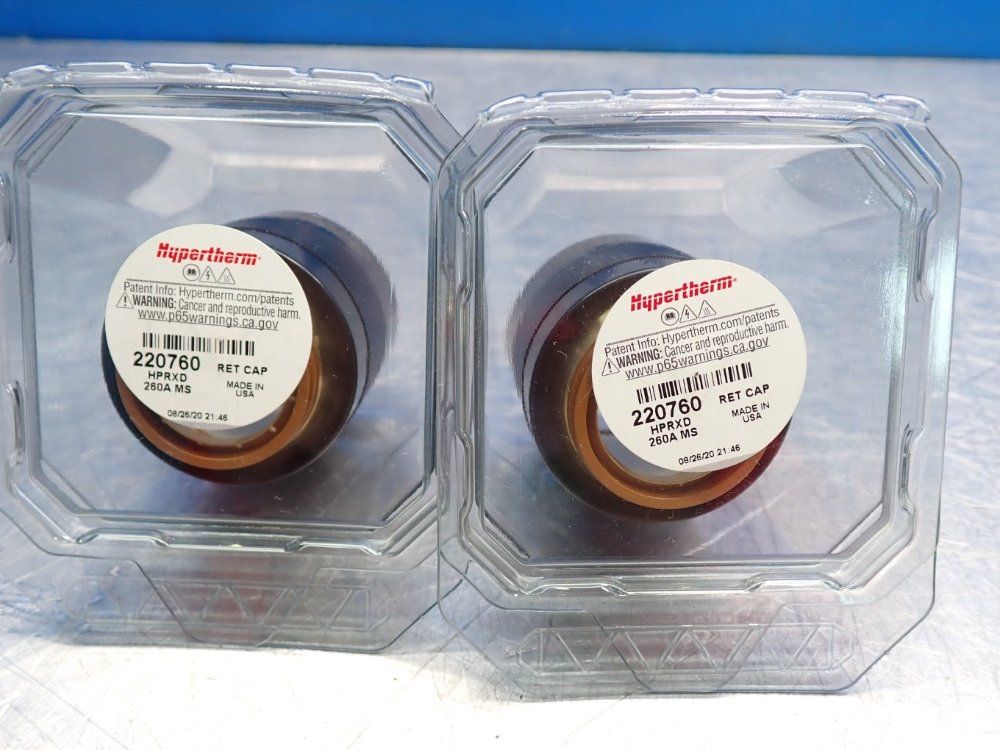 Hypertherm®
Patent Info: Hypertherm.com/patents
WARNING: Cancer and reproductive harm.
www.p65warnings.ca.gov
220760 RET CAP
HPRXD
260A MS
MADE IN
USA
08/26/20 21:46
Hypertherm®
Patent Info: Hypertherm.com/patents
WARNING: Cancer and reproductive harm.
www.p65warnings.ca.gov
220760 RET CAP
HPRXD
260A MS
MADE IN
USA
08/26/20 21:46